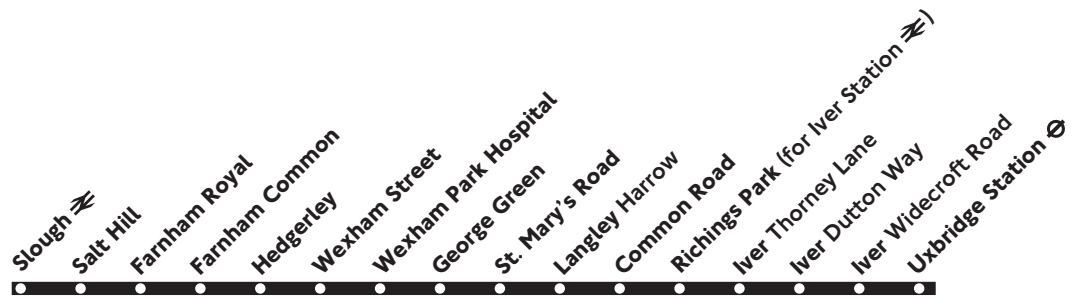 Slough
Salt Hill
Farnham Royal
Farnham Common
Hedgerley
Wexham Street
Wexham Park Hospital
George Green
St. Mary's Road
Langley Harrow
Common Road
Richings Park (for Iver Station )
Iver Thorney Lane
Iver Dutton Way
Iver Widecroft Road
Uxbridge Station